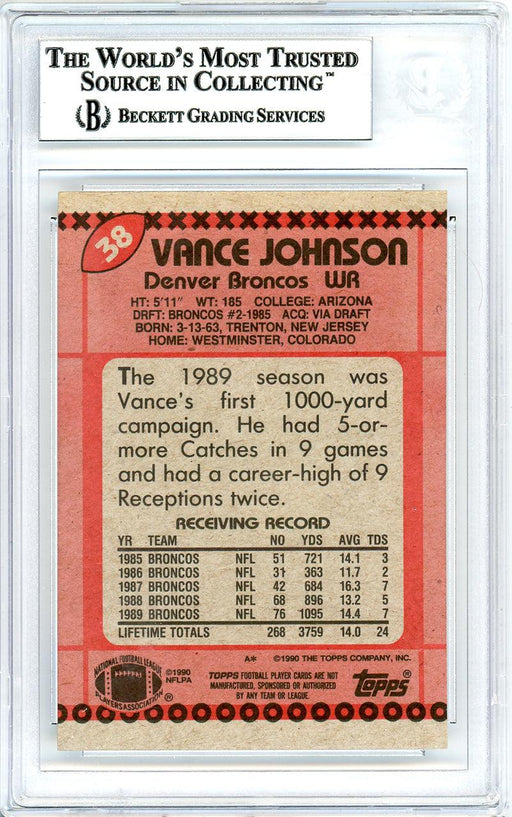 THE WORLD'S MOST TRUSTED
SOURCE IN COLLECTING™
B BECKETT GRADING SERVICES
38
VANCE JOHNSON
Denver Broncos WR
HT: 5'11" WT: 185 COLLEGE: ARIZONA
DRFT: BRONCOS #2-1985 ACQ: VIA DRAFT
BORN: 3-13-63, TRENTON, NEW JERSEY
HOME: WESTMINSTER, COLORADO
The 1989 season was
Vance's first 1000-yard
campaign. He had 5-or-
more Catches in 9 games
and had a career-high of 9
Receptions twice.
RECEIVING RECORD
YR TEAM NO YDS AVG TDS
1985 BRONCOS NFL 51 721 14.1 3
1986 BRONCOS NFL 31 363 11.7 2
1987 BRONCOS NFL 42 684 16.3 7
1988 BRONCOS NFL 68 896 13.2 5
1989 BRONCOS NFL 76 1095 14.4 7
LIFETIME TOTALS 268 3759 14.0 24
A* ©1990 THE TOPPS COMPANY, INC.
NATIONAL FOOTBALL LEAGUE
PLAYERS ASSOCIATION ®
©1990
NFLPA
TOPPS FOOTBALL PLAYER CARDS ARE NOT
MANUFACTURED, SPONSORED OR AUTHORIZED
BY ANY TEAM OR LEAGUE.
topps®